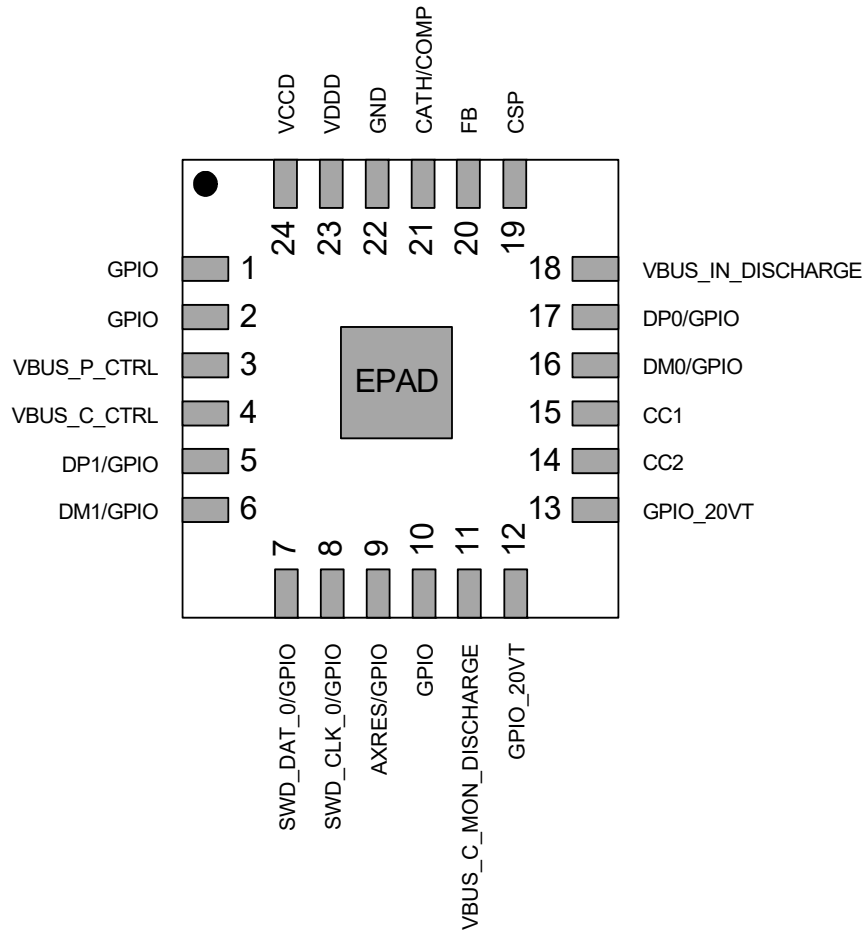 VCCD
VDDD
GND
CATH/COMP
FB
CSP
24
23
22
21
20
19
GPIO 1
GPIO 2
VBUS_P_CTRL 3
VBUS_C_CTRL 4
DP1/GPIO 5
DM1/GPIO 6
EPAD
18 VBUS_IN_DISCHARGE
17 DP0/GPIO
16 DM0/GPIO
15 CC1
14 CC2
13 GPIO_20VT
7
8
9
10
11
12
SWD_DAT_0/GPIO
SWD_CLK_0/GPIO
AXRES/GPIO
GPIO
VBUS_C_MON_DISCHARGE
GPIO_20VT